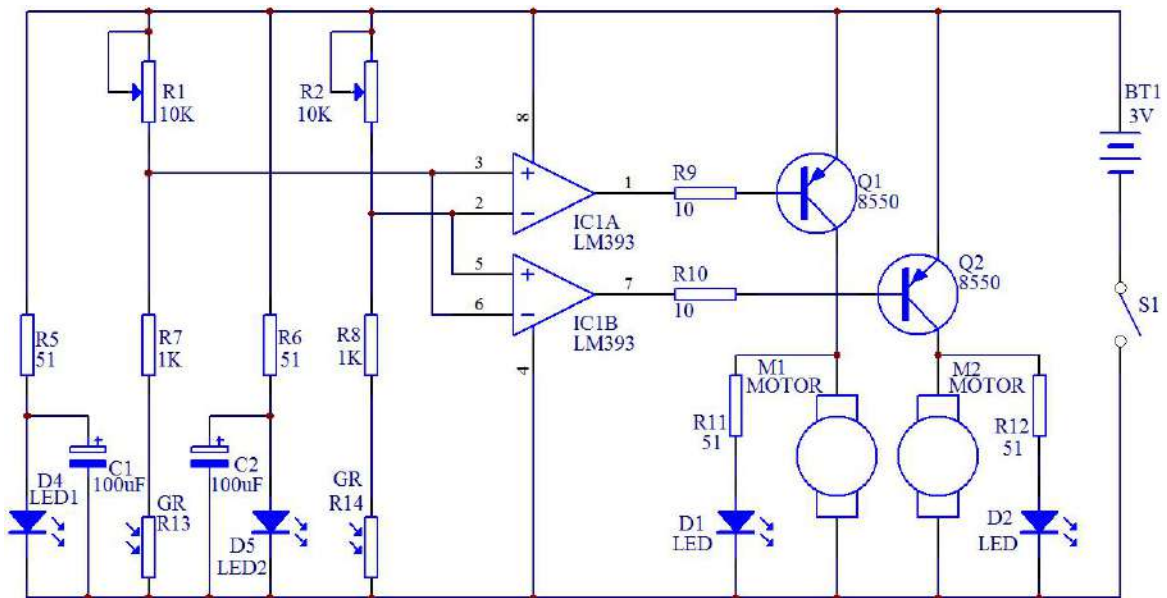 R1
10K
R2
10K
8
BT1
3V
3
2
1
R9
10
Q1
8550
IC1A
LM393
5
6
7
R10
10
Q2
8550
IC1B
LM393
S1
R5
51
R7
1K
R6
51
R8
1K
4
M1
MOTOR
M2
MOTOR
R11
51
R12
51
+
C1
100uF
+
C2
100uF
D4
LED1
GR
R13
D5
LED2
GR
R14
D1
LED
D2
LED